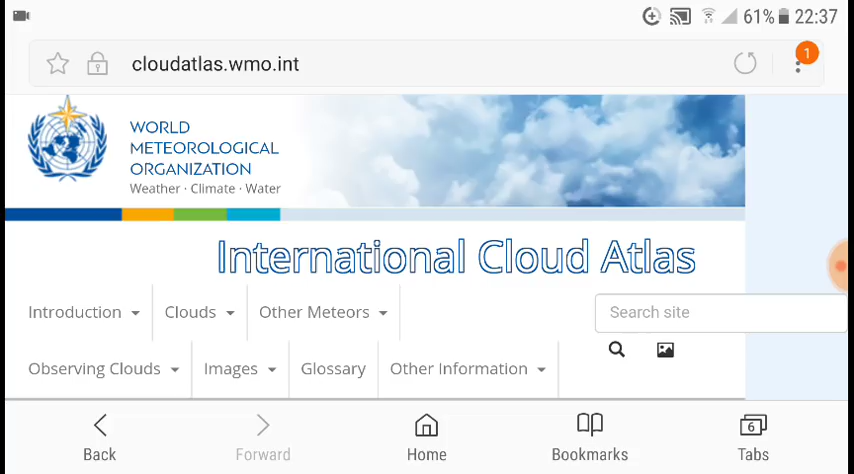 61% 22:37
cloudatlas.wmo.int
1
WORLD
METEOROLOGICAL
ORGANIZATION
Weather · Climate · Water
International Cloud Atlas
Introduction Clouds Other Meteors Search site
Observing Clouds Images Glossary Other Information
6
Back Forward Home Bookmarks Tabs